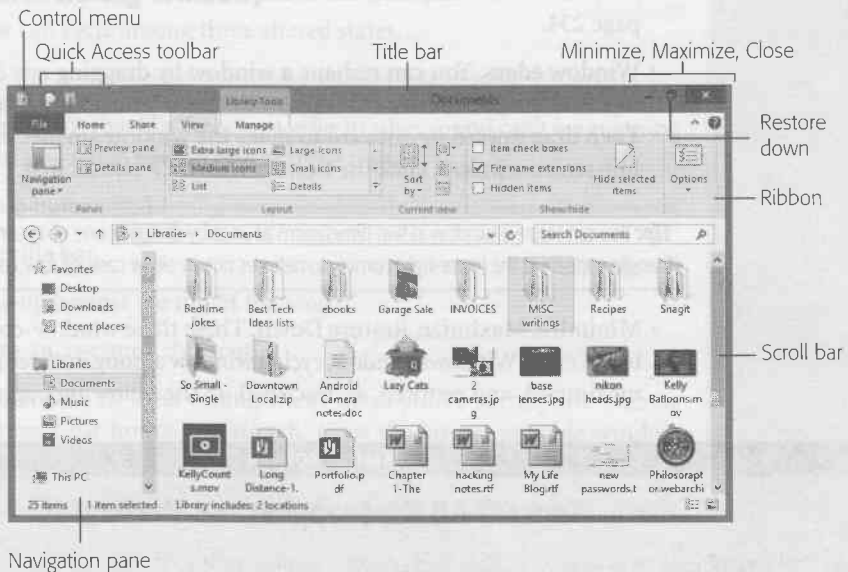 page 234.
Control menu
Quick Access toolbar
Title bar
Minimize, Maximize, Close
Restore down
Ribbon
Scroll bar
Navigation pane
Library Tools
Documents
File Home Share View Manage
Navigation pane
Preview pane
Details pane
Panes
Extra large icons
Large icons
Medium icons
Small icons
List
Details
Layout
Sort by
Current view
Item check boxes
File name extensions
Hidden items
Hide selected items
Show/hide
Options
Libraries Documents
Search Documents
Favorites
Desktop
Downloads
Recent places
Libraries
Documents
Music
Pictures
Videos
This PC
Bedtime jokes
Best Tech Ideas lists
ebooks
Garage Sale
INVOICES
MISC writings
Recipes
Snagit
So Small - Single
Downtown Local.zip
Android Camera notes.doc
Lazy Cats
2 cameras.jpg
base lenses.jpg
nikon heads.jpg
Kelly Balloons.mov
KellyCounts.mov
Long Distance-1.
Portfolio.pdf
Chapter 1-The
hacking notes.rtf
My Life Blog.rtf
new passwords.t
Philosoraptor.webarchi
25 items 1 item selected Library includes: 2 locations